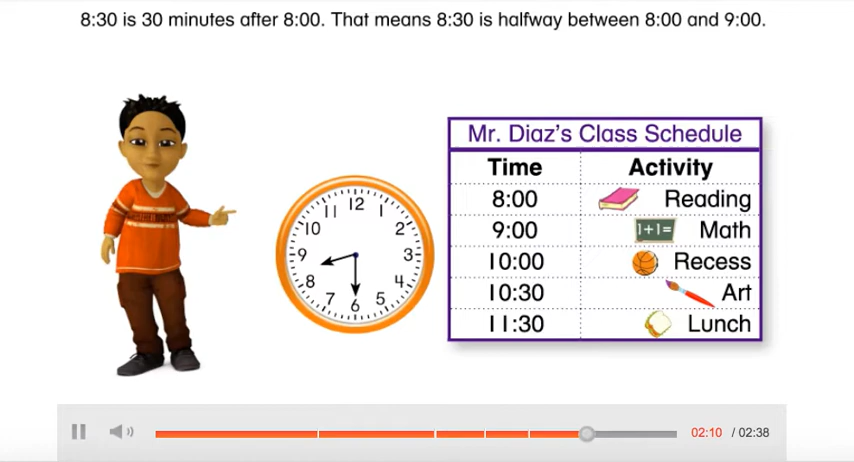 8:30 is 30 minutes after 8:00. That means 8:30 is halfway between 8:00 and 9:00.
Mr. Diaz's Class Schedule
Time Activity
8:00 Reading
9:00 1+1= Math
10:00 Recess
10:30 Art
11:30 Lunch
12
11 1
10 2
9 3
8 4
7 5
6
02:10 / 02:38